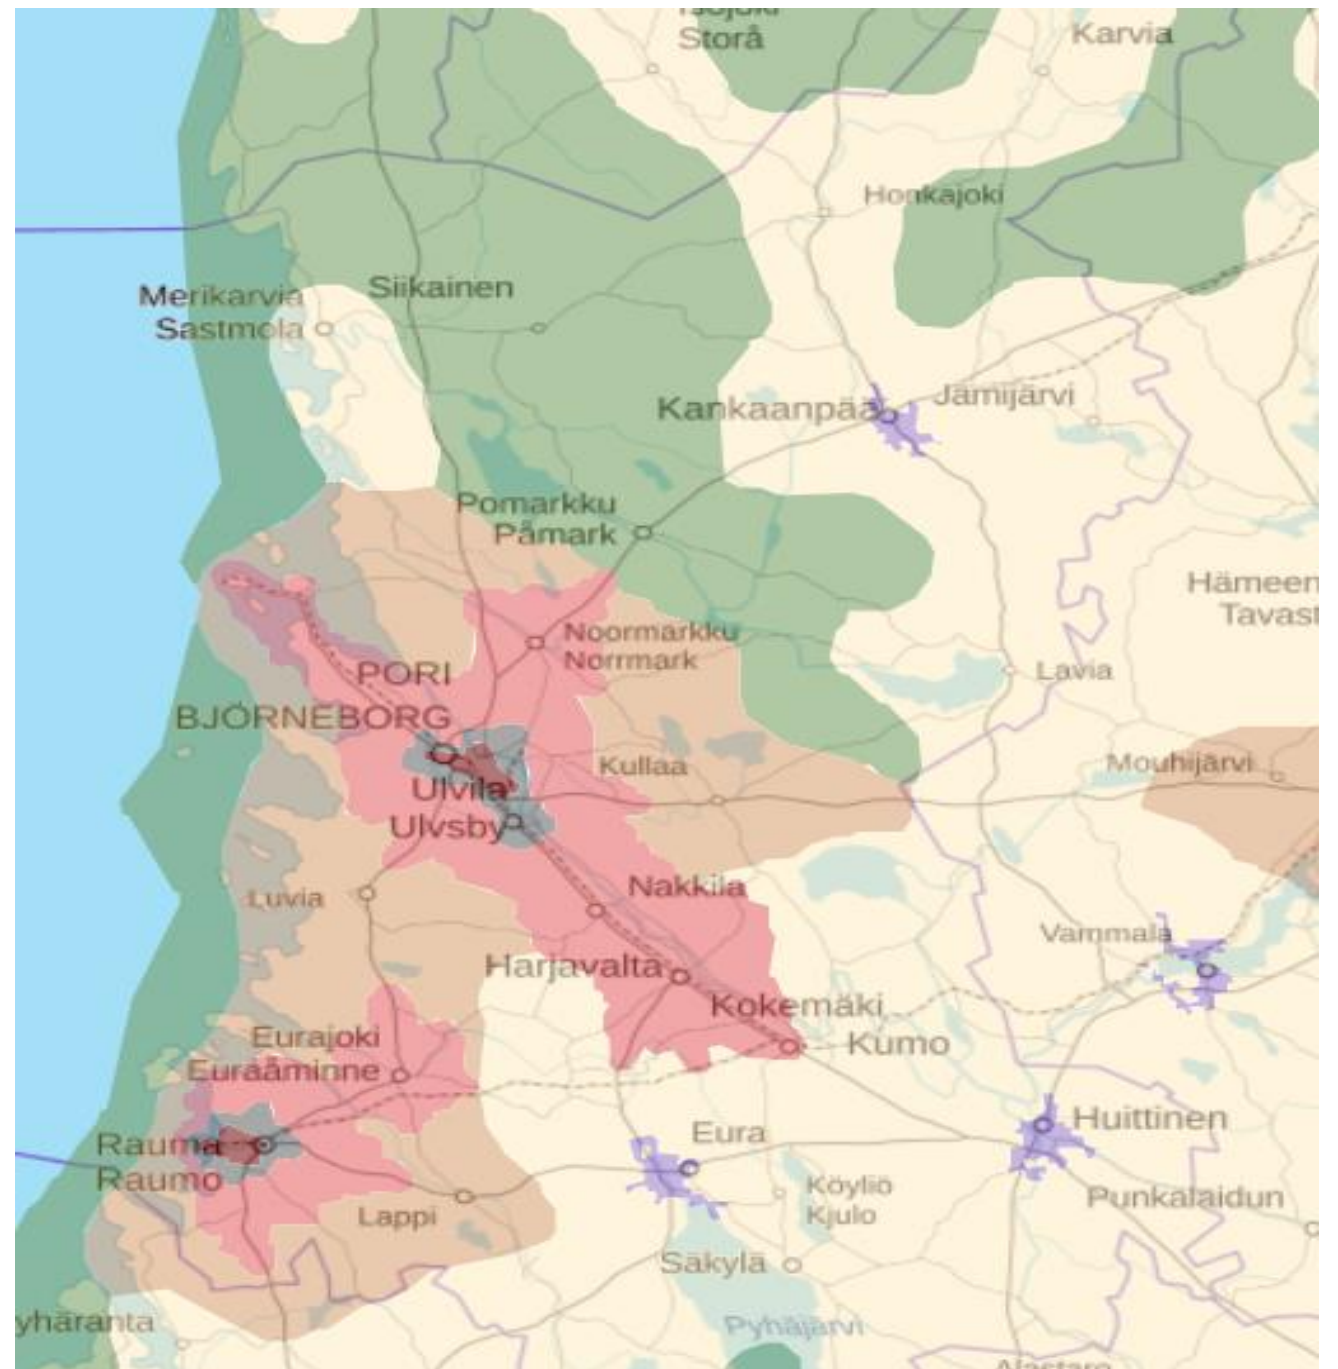 Storå
Karvia
Honkajoki
Merikarvia
Sastmola
Siikainen
Kankaanpää
Jämijärvi
Pomarkku
Påmark
Hämeen
Tavast
Noormarkku
Norrmark
Lavia
PORI
BJÖRNEBORG
Kullaa
Mouhijärvi
Ulvila
Ulvsby
Luvia
Nakkila
Vammala
Harjavalta
Kokemäki
Kumo
Eurajoki
Euraåminne
Rauma
Raumo
Eura
Huittinen
Köyliö
Kjulo
Punkalaidun
Lappi
Säkylä
yhäranta
Pyhäjärvi